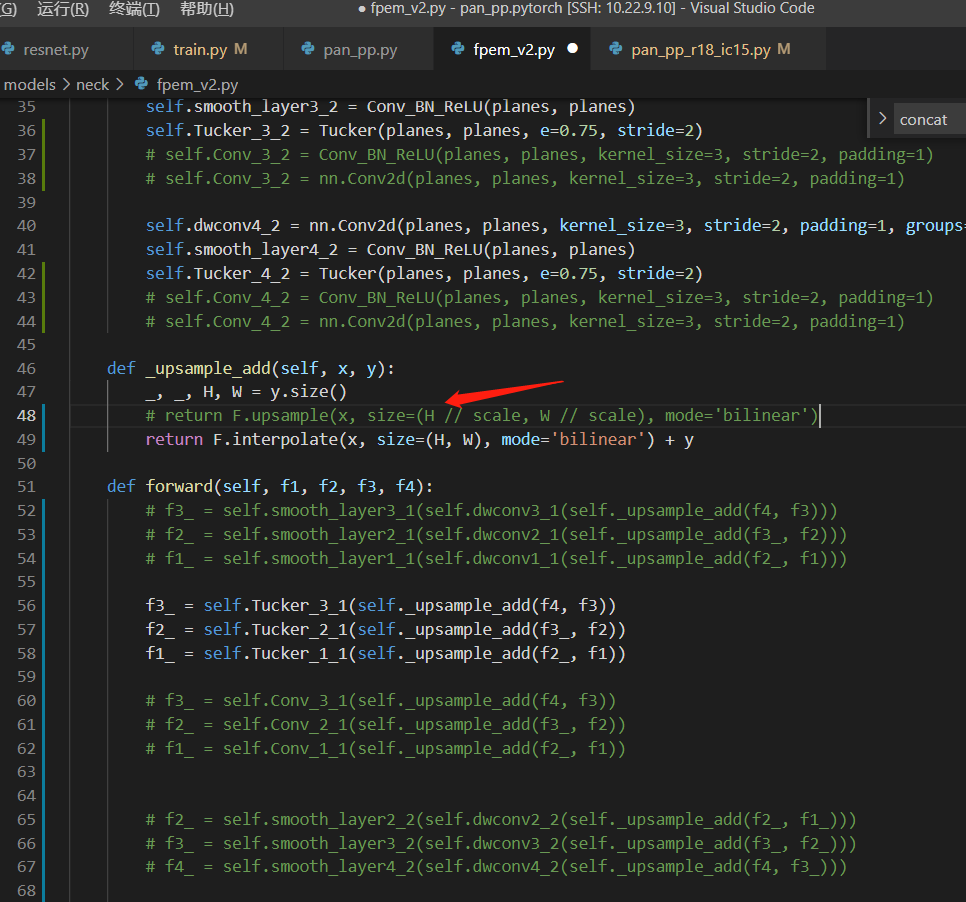 (G) 运行(R) 终端(T) 帮助(H) ● fpem_v2.py - pan_pp.pytorch [SSH: 10.22.9.10] - Visual Studio Code
resnet.py train.py M pan_pp.py fpem_v2.py ● pan_pp_r18_ic15.py M
models > neck > fpem_v2.py
35 self.smooth_layer3_2 = Conv_BN_ReLU(planes, planes)
> concat
36 self.Tucker_3_2 = Tucker(planes, planes, e=0.75, stride=2)
37 # self.Conv_3_2 = Conv_BN_ReLU(planes, planes, kernel_size=3, stride=2, padding=1)
38 # self.Conv_3_2 = nn.Conv2d(planes, planes, kernel_size=3, stride=2, padding=1)
39
40 self.dwconv4_2 = nn.Conv2d(planes, planes, kernel_size=3, stride=2, padding=1, groups=
41 self.smooth_layer4_2 = Conv_BN_ReLU(planes, planes)
42 self.Tucker_4_2 = Tucker(planes, planes, e=0.75, stride=2)
43 # self.Conv_4_2 = Conv_BN_ReLU(planes, planes, kernel_size=3, stride=2, padding=1)
44 # self.Conv_4_2 = nn.Conv2d(planes, planes, kernel_size=3, stride=2, padding=1)
45
46 def _upsample_add(self, x, y):
47 _, _, H, W = y.size()
48 # return F.upsample(x, size=(H // scale, W // scale), mode='bilinear')
49 return F.interpolate(x, size=(H, W), mode='bilinear') + y
50
51 def forward(self, f1, f2, f3, f4):
52 # f3_ = self.smooth_layer3_1(self.dwconv3_1(self._upsample_add(f4, f3)))
53 # f2_ = self.smooth_layer2_1(self.dwconv2_1(self._upsample_add(f3_, f2)))
54 # f1_ = self.smooth_layer1_1(self.dwconv1_1(self._upsample_add(f2_, f1)))
55
56 f3_ = self.Tucker_3_1(self._upsample_add(f4, f3))
57 f2_ = self.Tucker_2_1(self._upsample_add(f3_, f2))
58 f1_ = self.Tucker_1_1(self._upsample_add(f2_, f1))
59
60 # f3_ = self.Conv_3_1(self._upsample_add(f4, f3))
61 # f2_ = self.Conv_2_1(self._upsample_add(f3_, f2))
62 # f1_ = self.Conv_1_1(self._upsample_add(f2_, f1))
63
64
65 # f2_ = self.smooth_layer2_2(self.dwconv2_2(self._upsample_add(f2_, f1_)))
66 # f3_ = self.smooth_layer3_2(self.dwconv3_2(self._upsample_add(f3_, f2_)))
67 # f4_ = self.smooth_layer4_2(self.dwconv4_2(self._upsample_add(f4, f3_)))
68